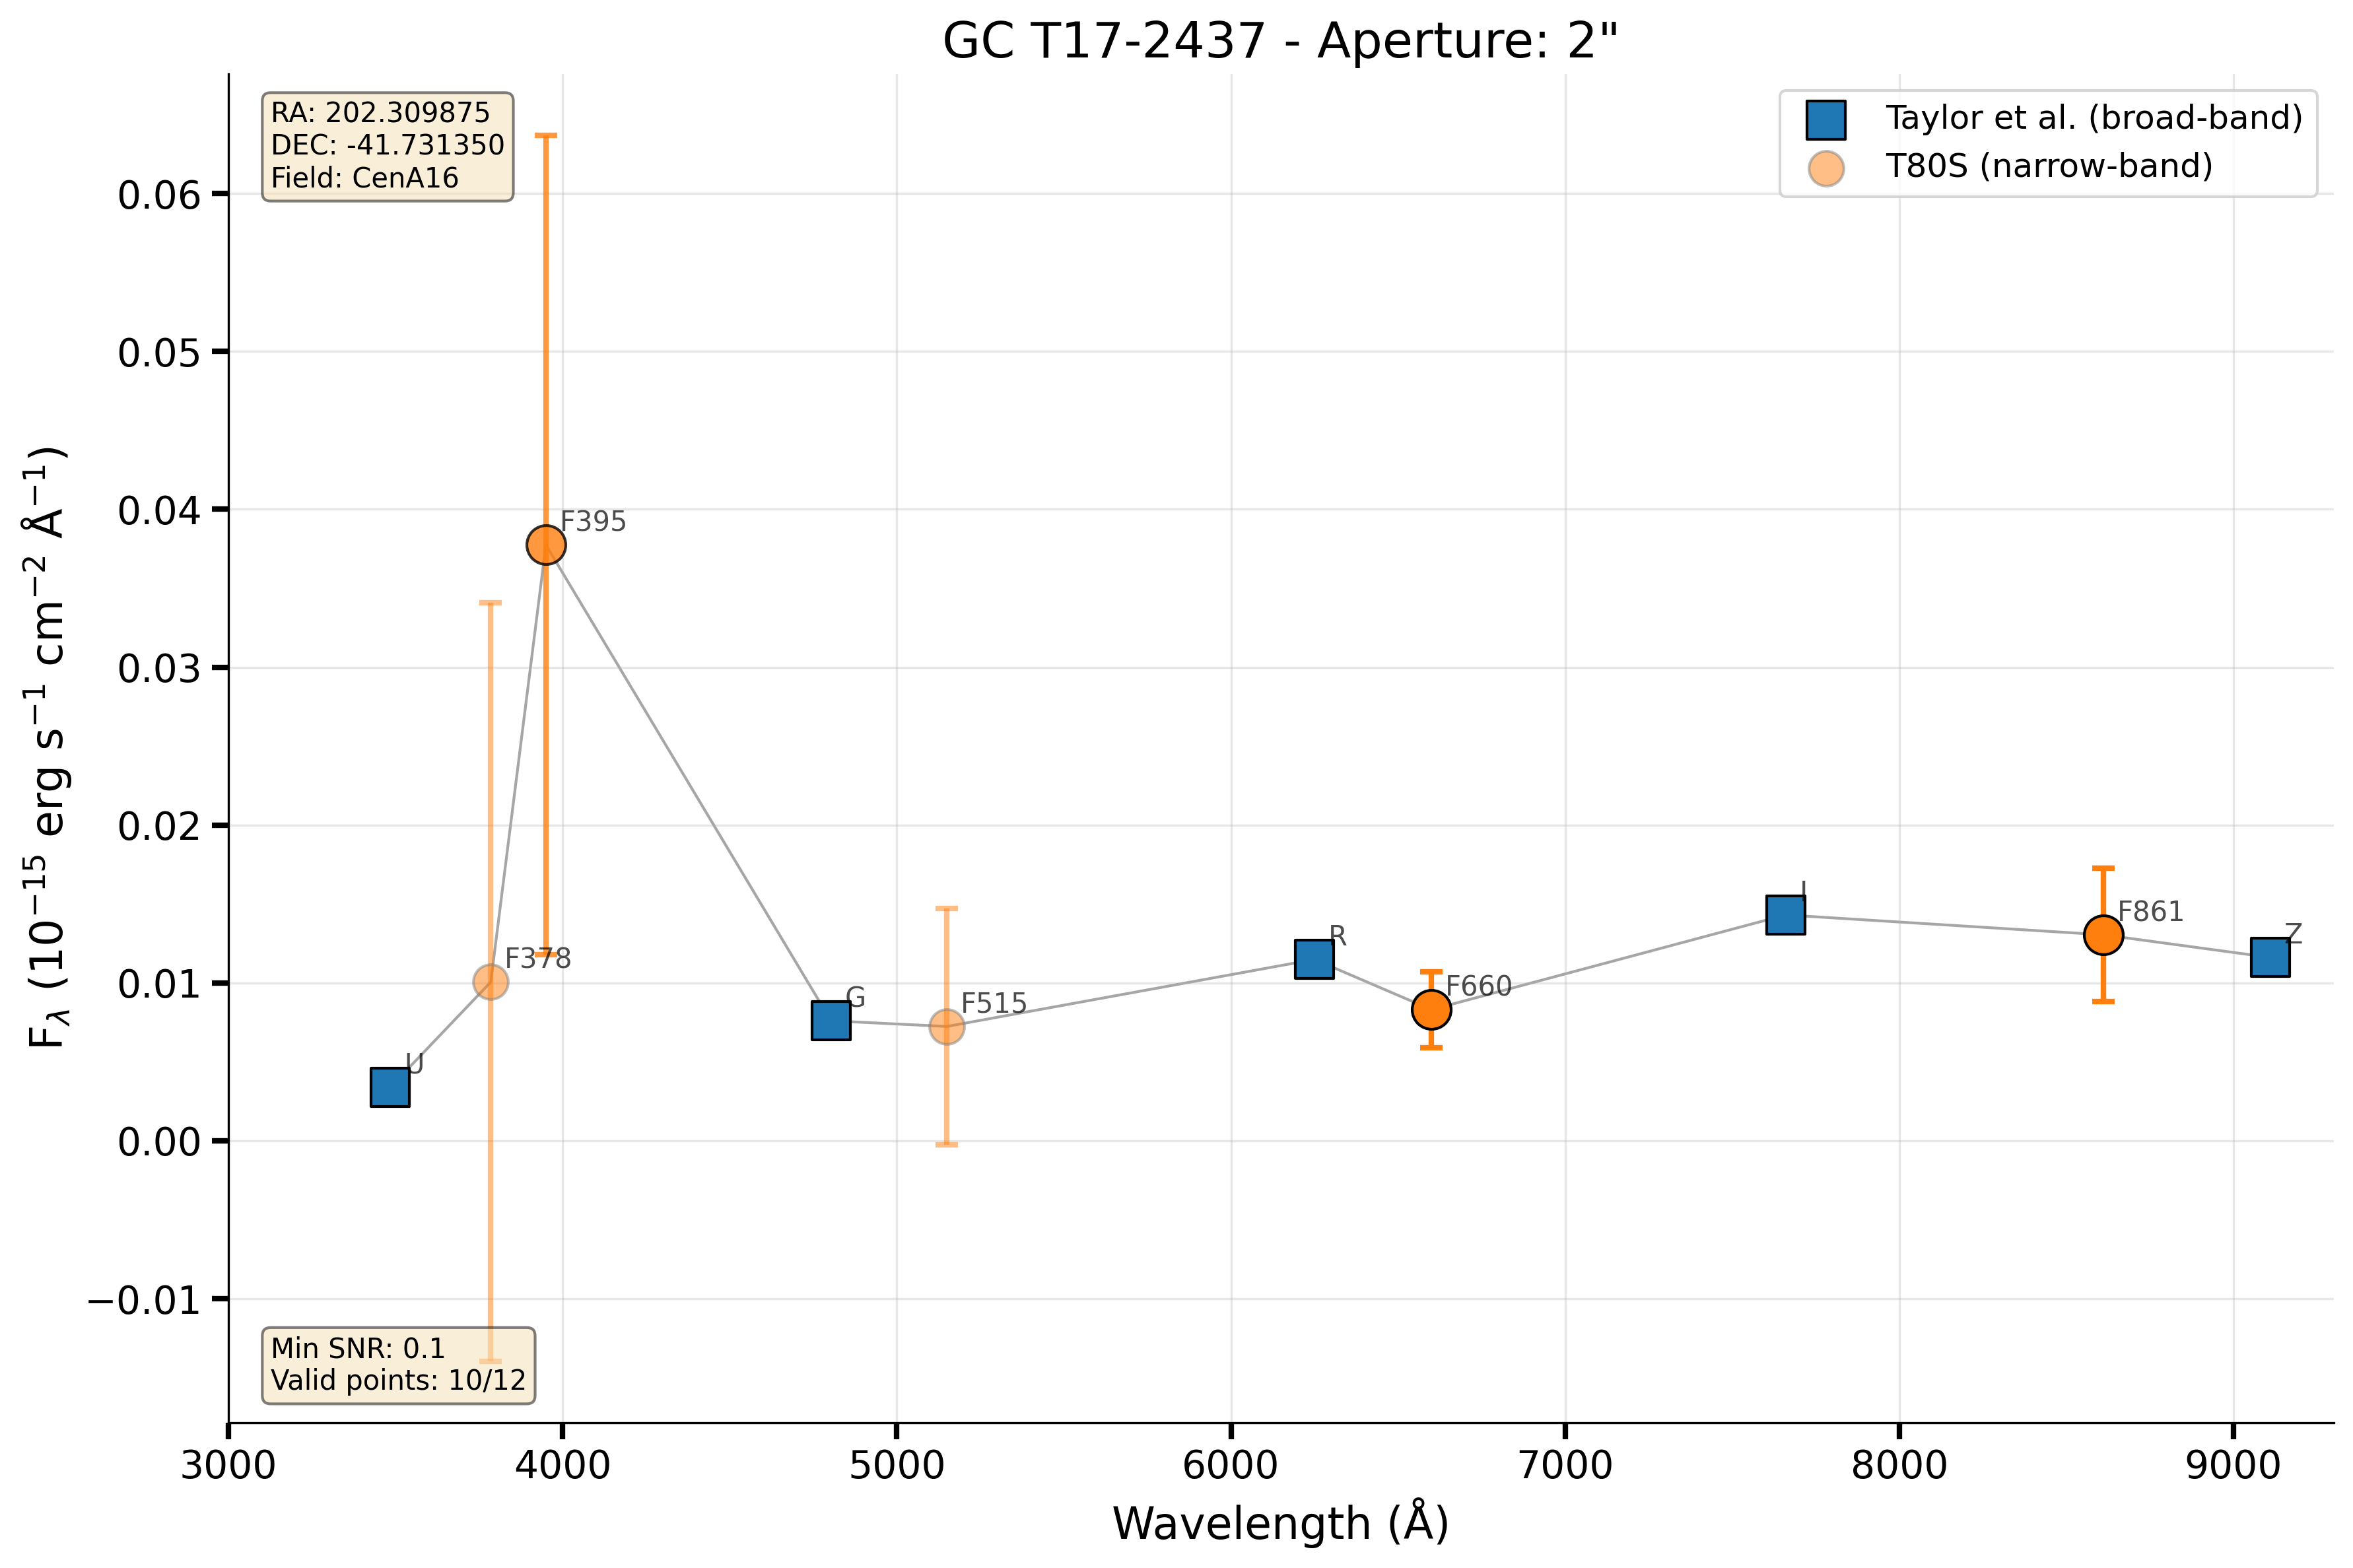 GC T17-2437 - Aperture: 2"
RA: 202.309875
DEC: -41.731350
Field: CenA16
Taylor et al. (broad-band)
T80S (narrow-band)
0.06
0.05
0.04
0.03
0.02
0.01
0.00
−0.01
F_λ (10⁻¹⁵ erg s⁻¹ cm⁻² Å⁻¹)
U
F378
F395
G
F515
R
F660
I
F861
Z
Min SNR: 0.1
Valid points: 10/12
3000 4000 5000 6000 7000 8000 9000
Wavelength (Å)